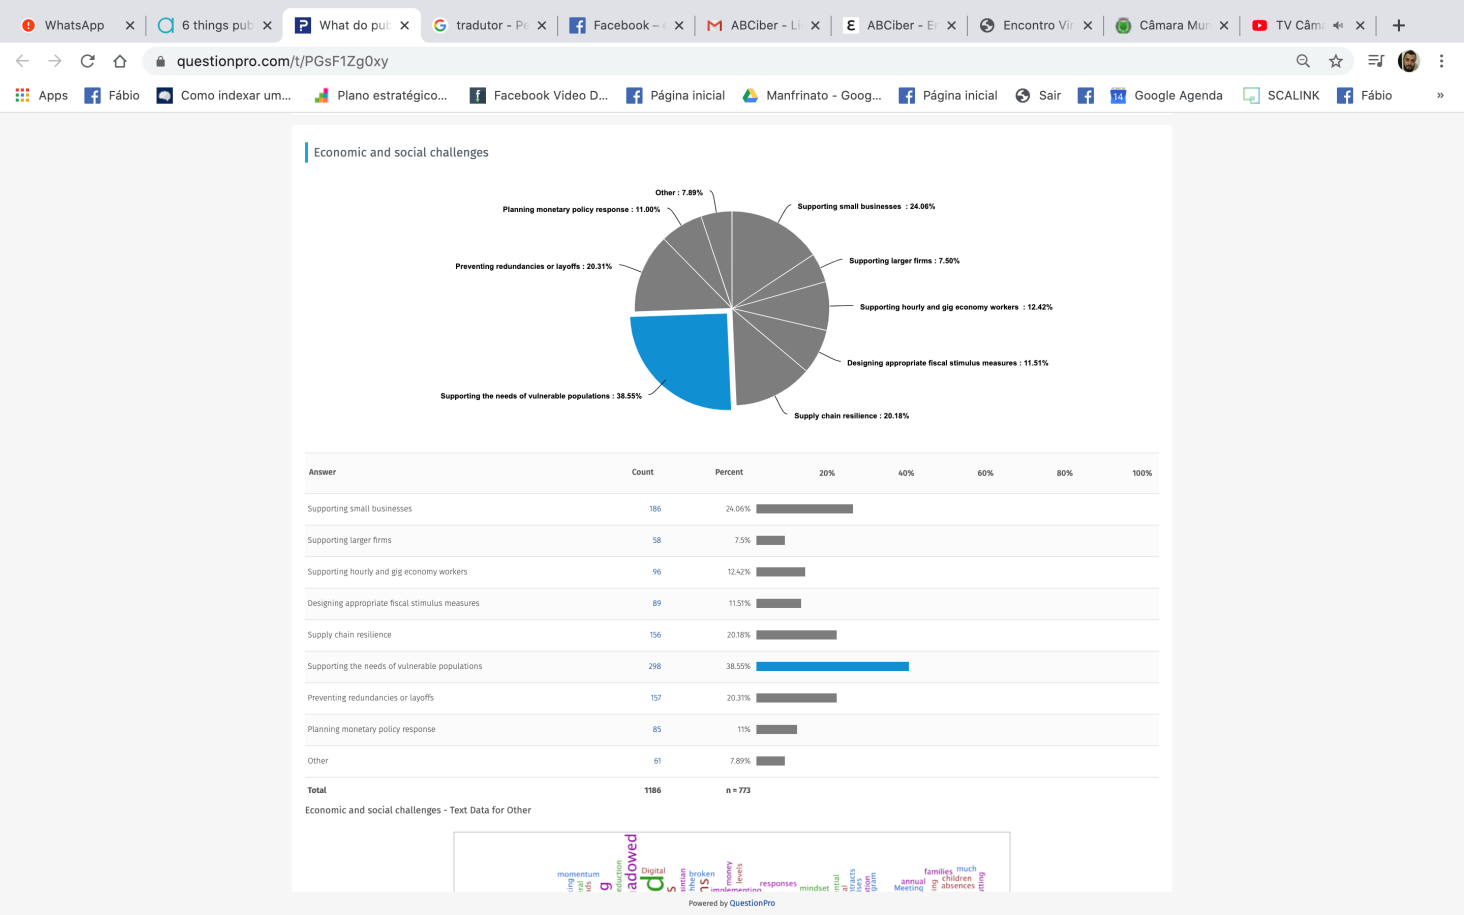 WhatsApp
6 things pub
What do pub
tradutor - Pe
Facebook –
ABCiber - Li
ABCiber - En
Encontro Vir
Câmara Mun
TV Câma
questionpro.com/t/PGsF1Zg0xy
Apps
Fábio
Como indexar um...
Plano estratégico...
Facebook Video D...
Página inicial
Manfrinato - Goog...
Página inicial
Sair
14
Google Agenda
SCALINK
Fábio
»
Economic and social challenges
Other : 7.89%
Planning monetary policy response : 11.00%
Supporting small businesses : 24.06%
Preventing redundancies or layoffs : 20.31%
Supporting larger firms : 7.50%
Supporting hourly and gig economy workers : 12.42%
Designing appropriate fiscal stimulus measures : 11.51%
Supporting the needs of vulnerable populations : 38.55%
Supply chain resilience : 20.18%
Answer Count Percent 20% 40% 60% 80% 100%
Supporting small businesses 186 24.06%
Supporting larger firms 58 7.5%
Supporting hourly and gig economy workers 96 12.42%
Designing appropriate fiscal stimulus measures 89 11.51%
Supply chain resilience 156 20.18%
Supporting the needs of vulnerable populations 298 38.55%
Preventing redundancies or layoffs 157 20.31%
Planning monetary policy response 85 11%
Other 61 7.89%
Total 1186 n = 773
Economic and social challenges - Text Data for Other
adowed
momentum
eduction
Digital
broken
money
levels
responses
mindset
implementing
families
much
annual
children
Meeting
absences
Powered by QuestionPro